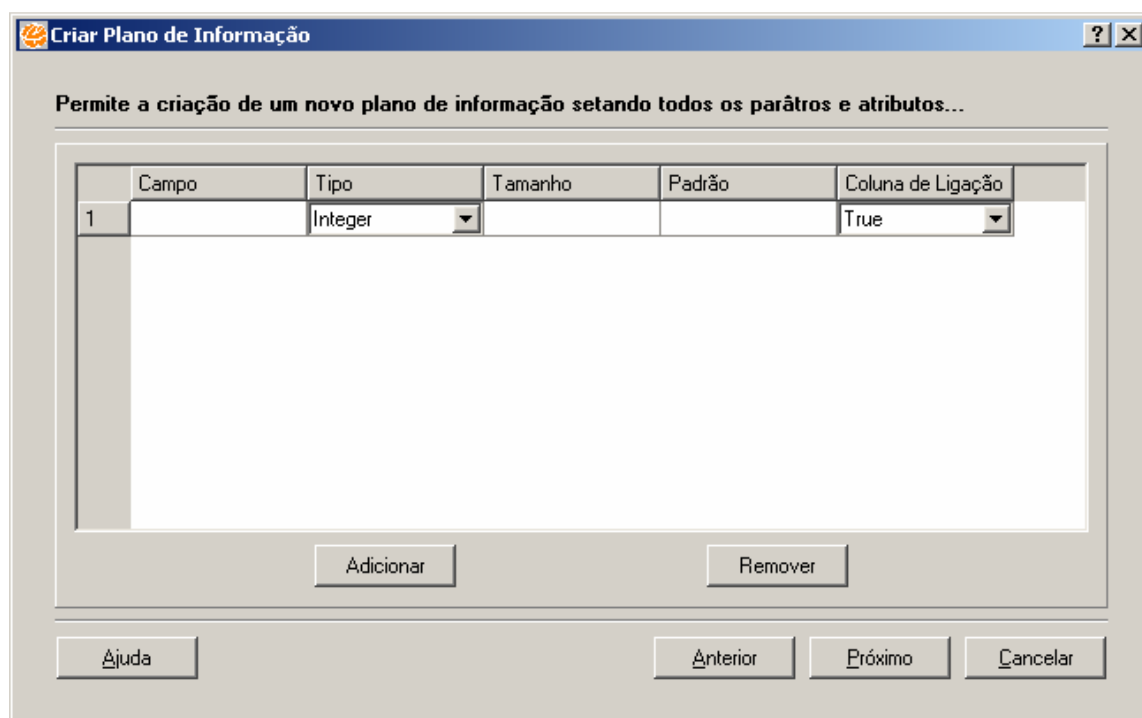 Criar Plano de Informação
Permite a criação de um novo plano de informação setando todos os parâtros e atributos...
Campo Tipo Tamanho Padrão Coluna de Ligação
1 Integer True
Adicionar Remover
Ajuda Anterior Próximo Cancelar